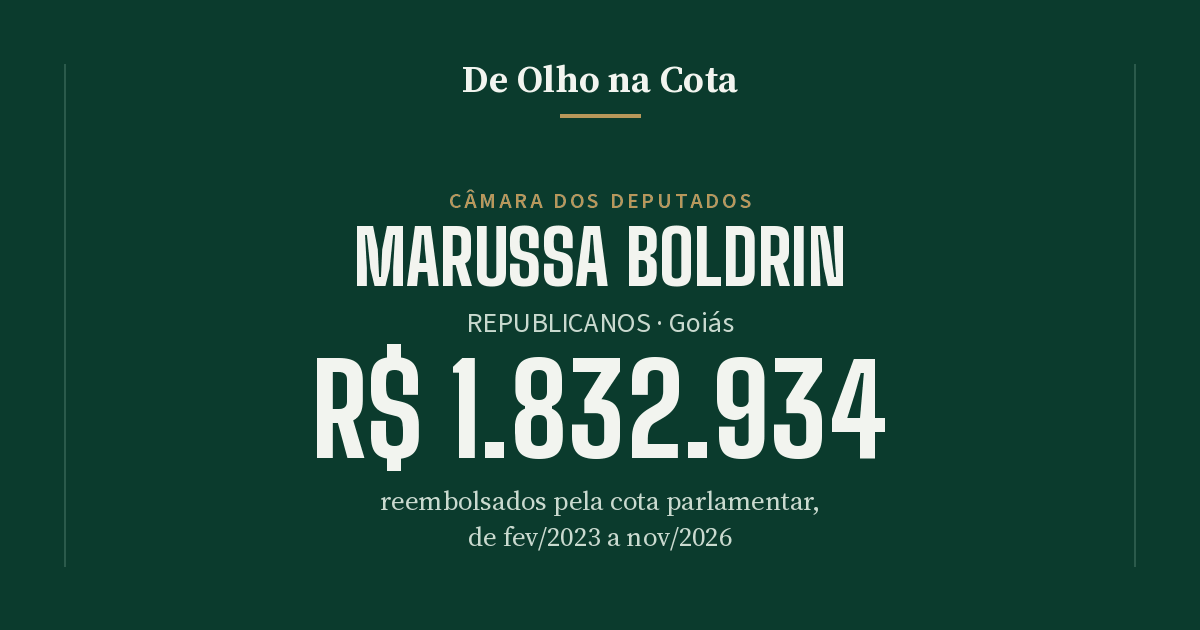 De Olho na Cota
CÂMARA DOS DEPUTADOS
MARUSSA BOLDRIN
REPUBLICANOS · Goiás
R$ 1.832.934
reembolsados pela cota parlamentar,
de fev/2023 a nov/2026